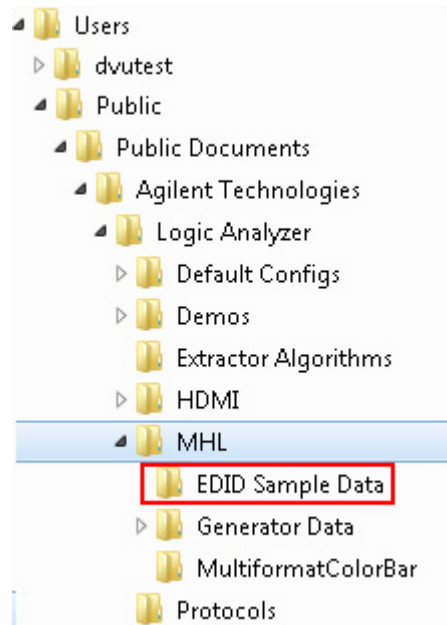 Users
dvutest
Public
Public Documents
Agilent Technologies
Logic Analyzer
Default Configs
Demos
Extractor Algorithms
HDMI
MHL
EDID Sample Data
Generator Data
MultiformatColorBar
Protocols